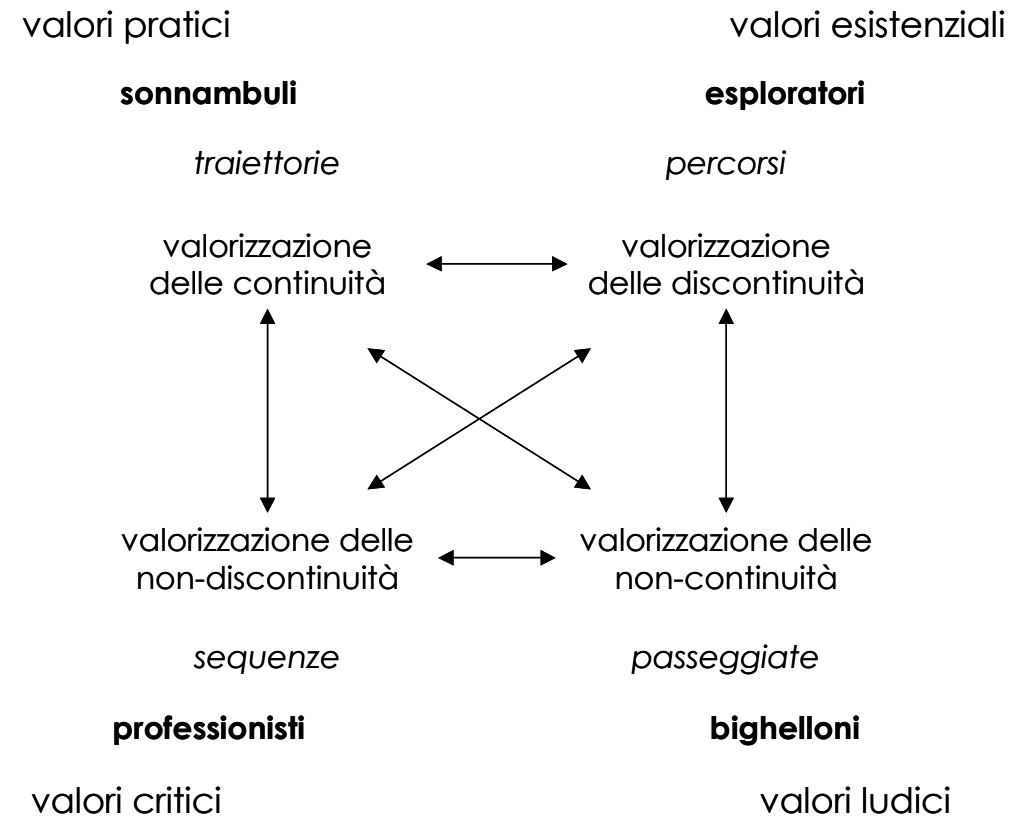 valori pratici
valori esistenziali
sonnambuli
esploratori
traiettorie
percorsi
valorizzazione
delle continuità
valorizzazione
delle discontinuità
valorizzazione delle
non-discontinuità
valorizzazione delle
non-continuità
sequenze
passeggiate
professionisti
bighelloni
valori critici
valori ludici